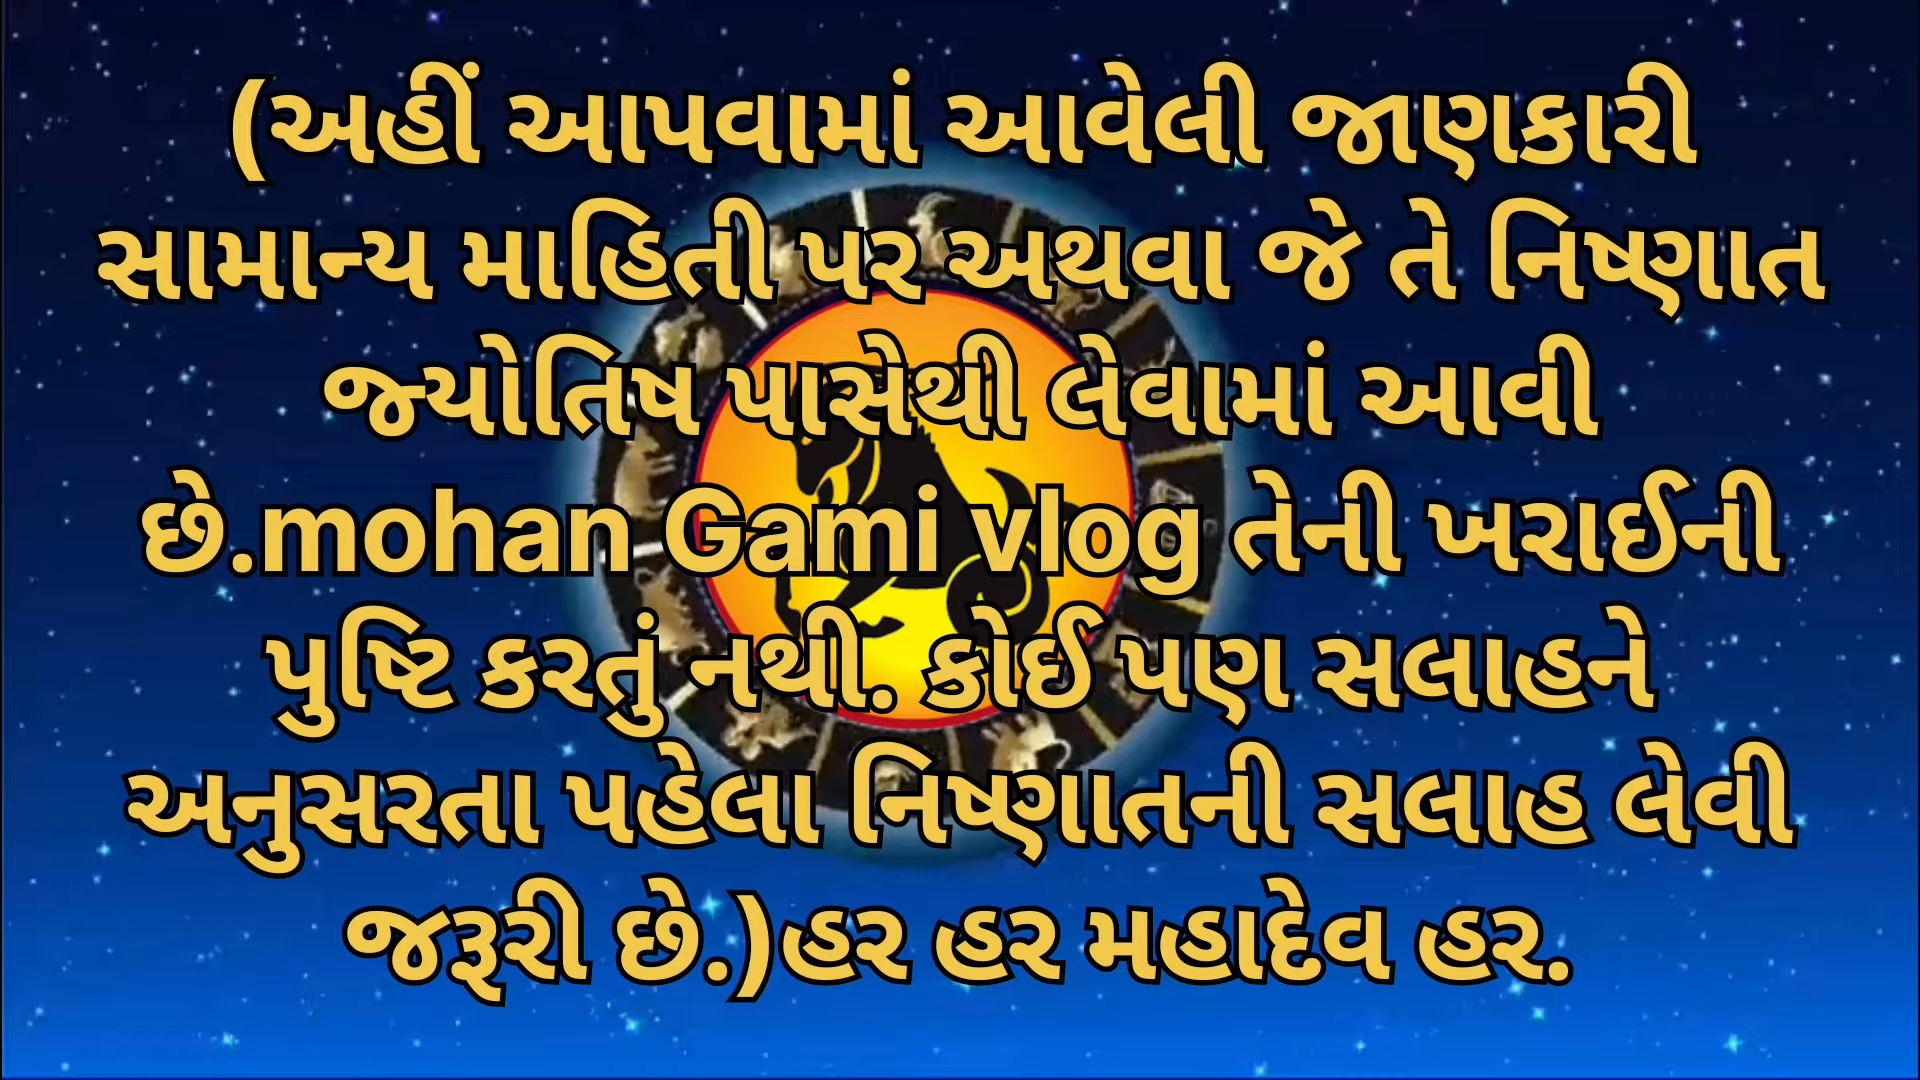 (અહીં આપવામાં આવેલી જાણકારી
સામાન્ય માહિતી પર અથવા જે તે નિષ્ણાત
જ્યોતિષ પાસેથી લેવામાં આવી
છે.mohan Gami vlog તેની ખરાઈની
પુષ્ટિ કરતું નથી. કોઈ પણ સલાહને
અનુસરતા પહેલા નિષ્ણાતની સલાહ લેવી
જરૂરી છે.)હર હર મહાદેવ હર.